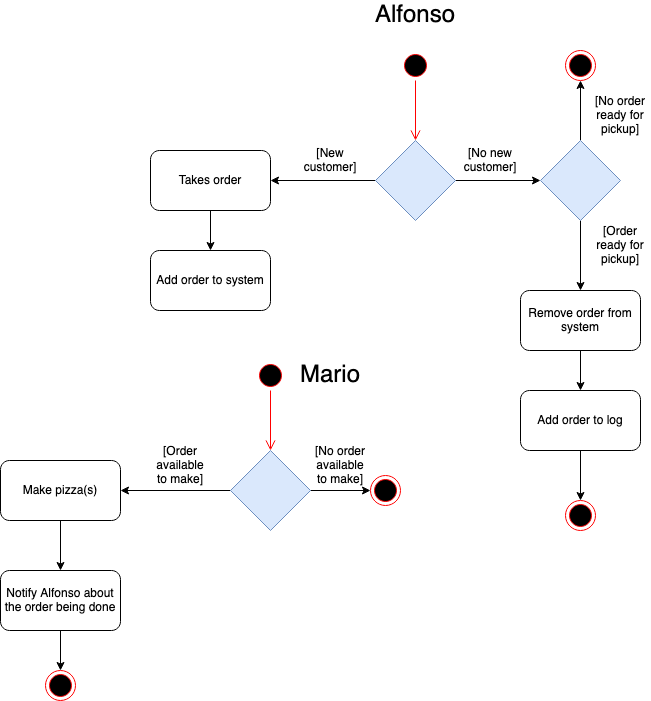 Alfonso
[No order
ready for
pickup]
[New
customer]
[No new
customer]
Takes order
[Order
ready for
pickup]
Add order to system
Remove order from
system
Mario
Add order to log
[Order
available
to make]
[No order
available
to make]
Make pizza(s)
Notify Alfonso about
the order being done